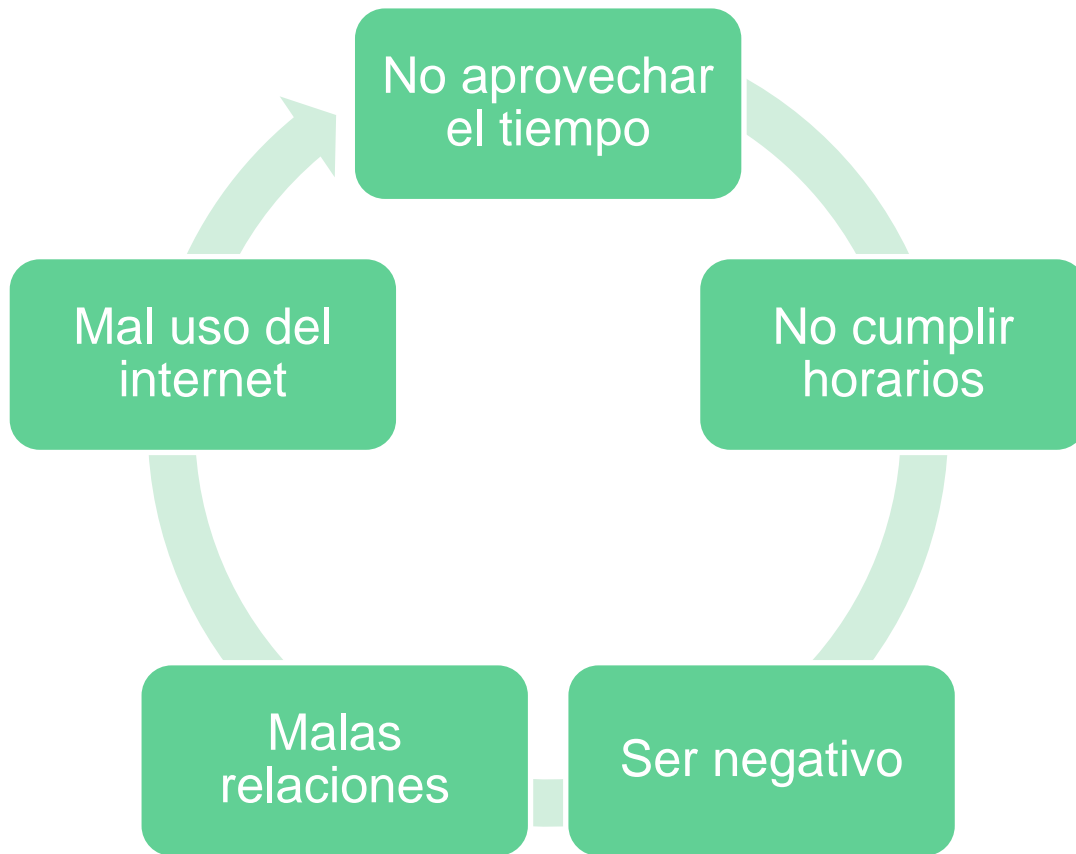 No aprovechar
el tiempo
No cumplir
horarios
Ser negativo
Malas
relaciones
Mal uso del
internet